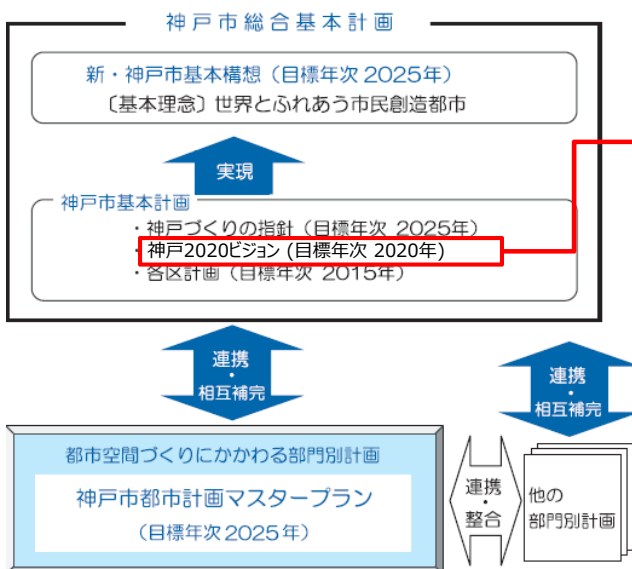 神戸市総合基本計画
新・神戸市基本構想（目標年次 2025年）
〔基本理念〕世界とふれあう市民創造都市
実現
神戸市基本計画
・神戸づくりの指針（目標年次 2025年）
・神戸2020ビジョン (目標年次 2020年)
・各区計画（目標年次 2015年）
連携
・
相互補完
連携
・
相互補完
都市空間づくりにかかわる部門別計画
神戸市都市計画マスタープラン
（目標年次2025年）
連携
・
整合
他の
部門別計画